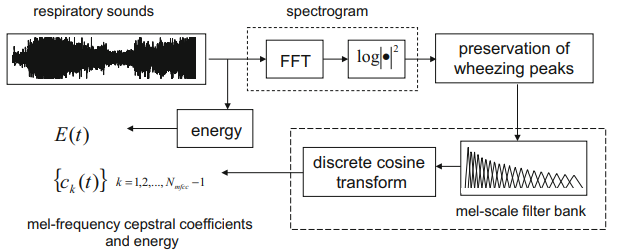 respiratory sounds
spectrogram
FFT
log|•|²
preservation of
wheezing peaks
energy
E(t)
{cₖ(t)} k = 1,2,..., N_mfcc − 1
discrete cosine
transform
mel-scale filter bank
mel-frequency cepstral coefficients
and energy